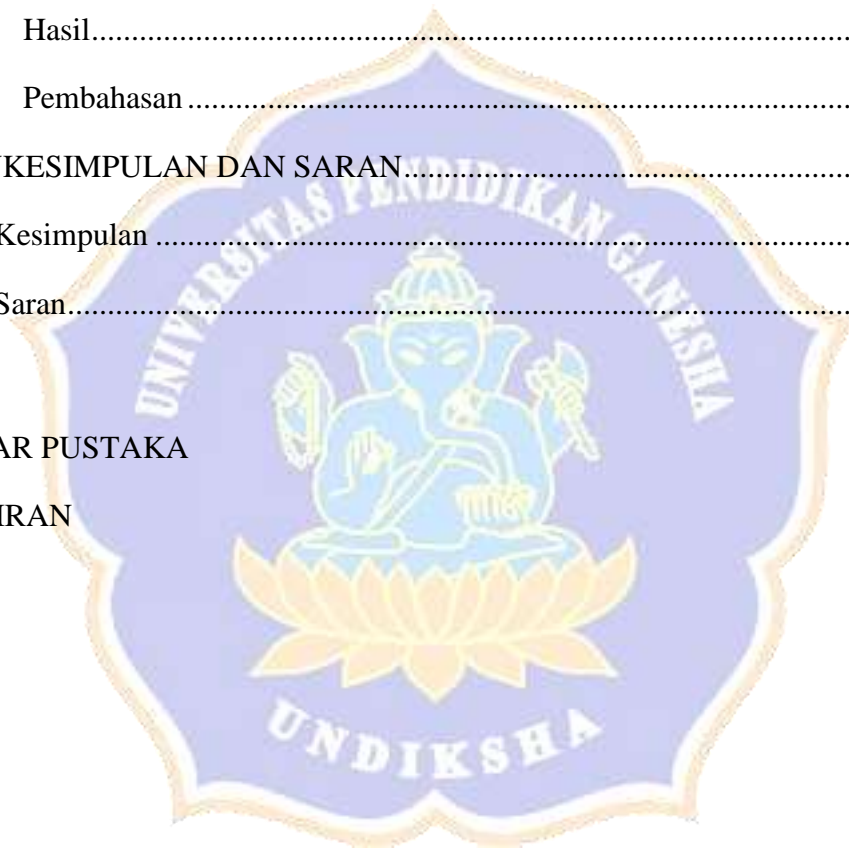 Hasil................................................................................................
Pembahasan....................................................................................
KESIMPULAN DAN SARAN........................................................
Kesimpulan.......................................................................................
Saran.................................................................................................
UNIVERSITAS PENDIDIKAN GANESHA
AR PUSTAKA
IRAN
UNDIKSHA